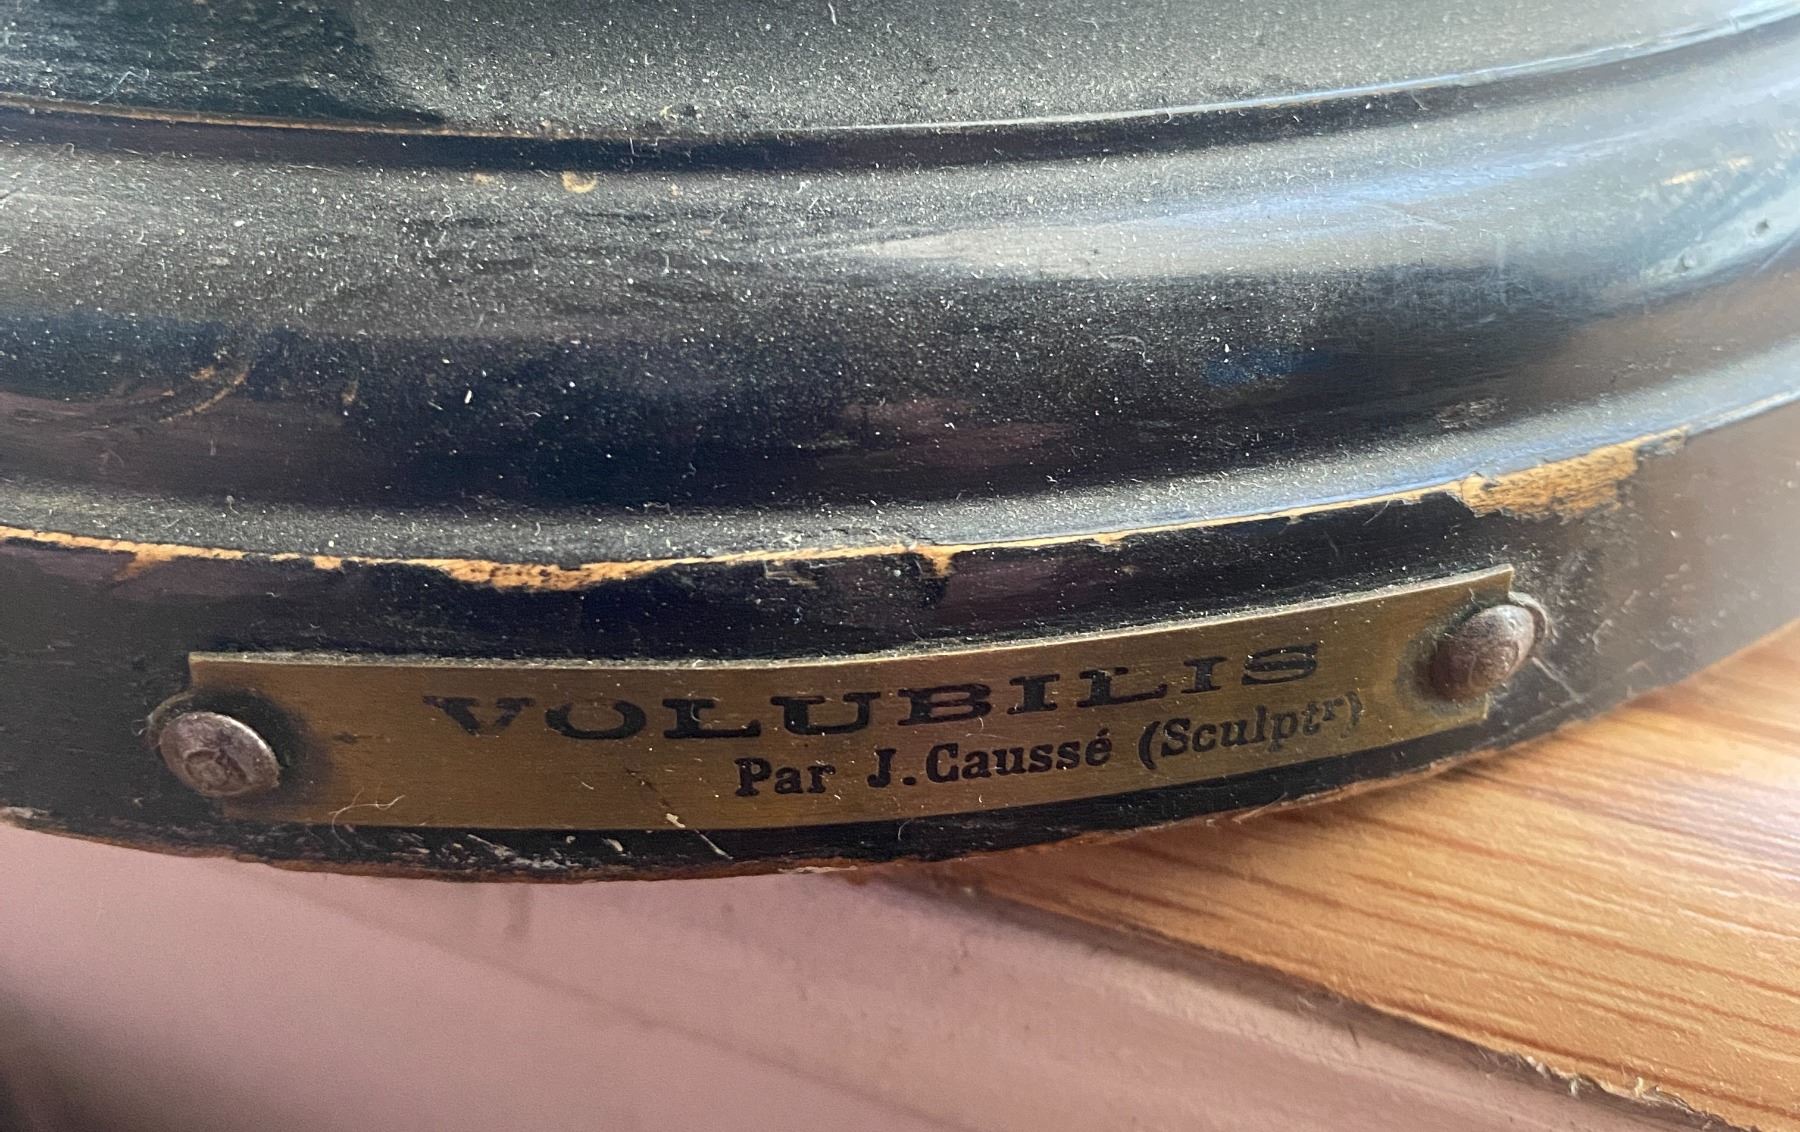 VOLUBILIS
Par J. Caussé (Sculptr)